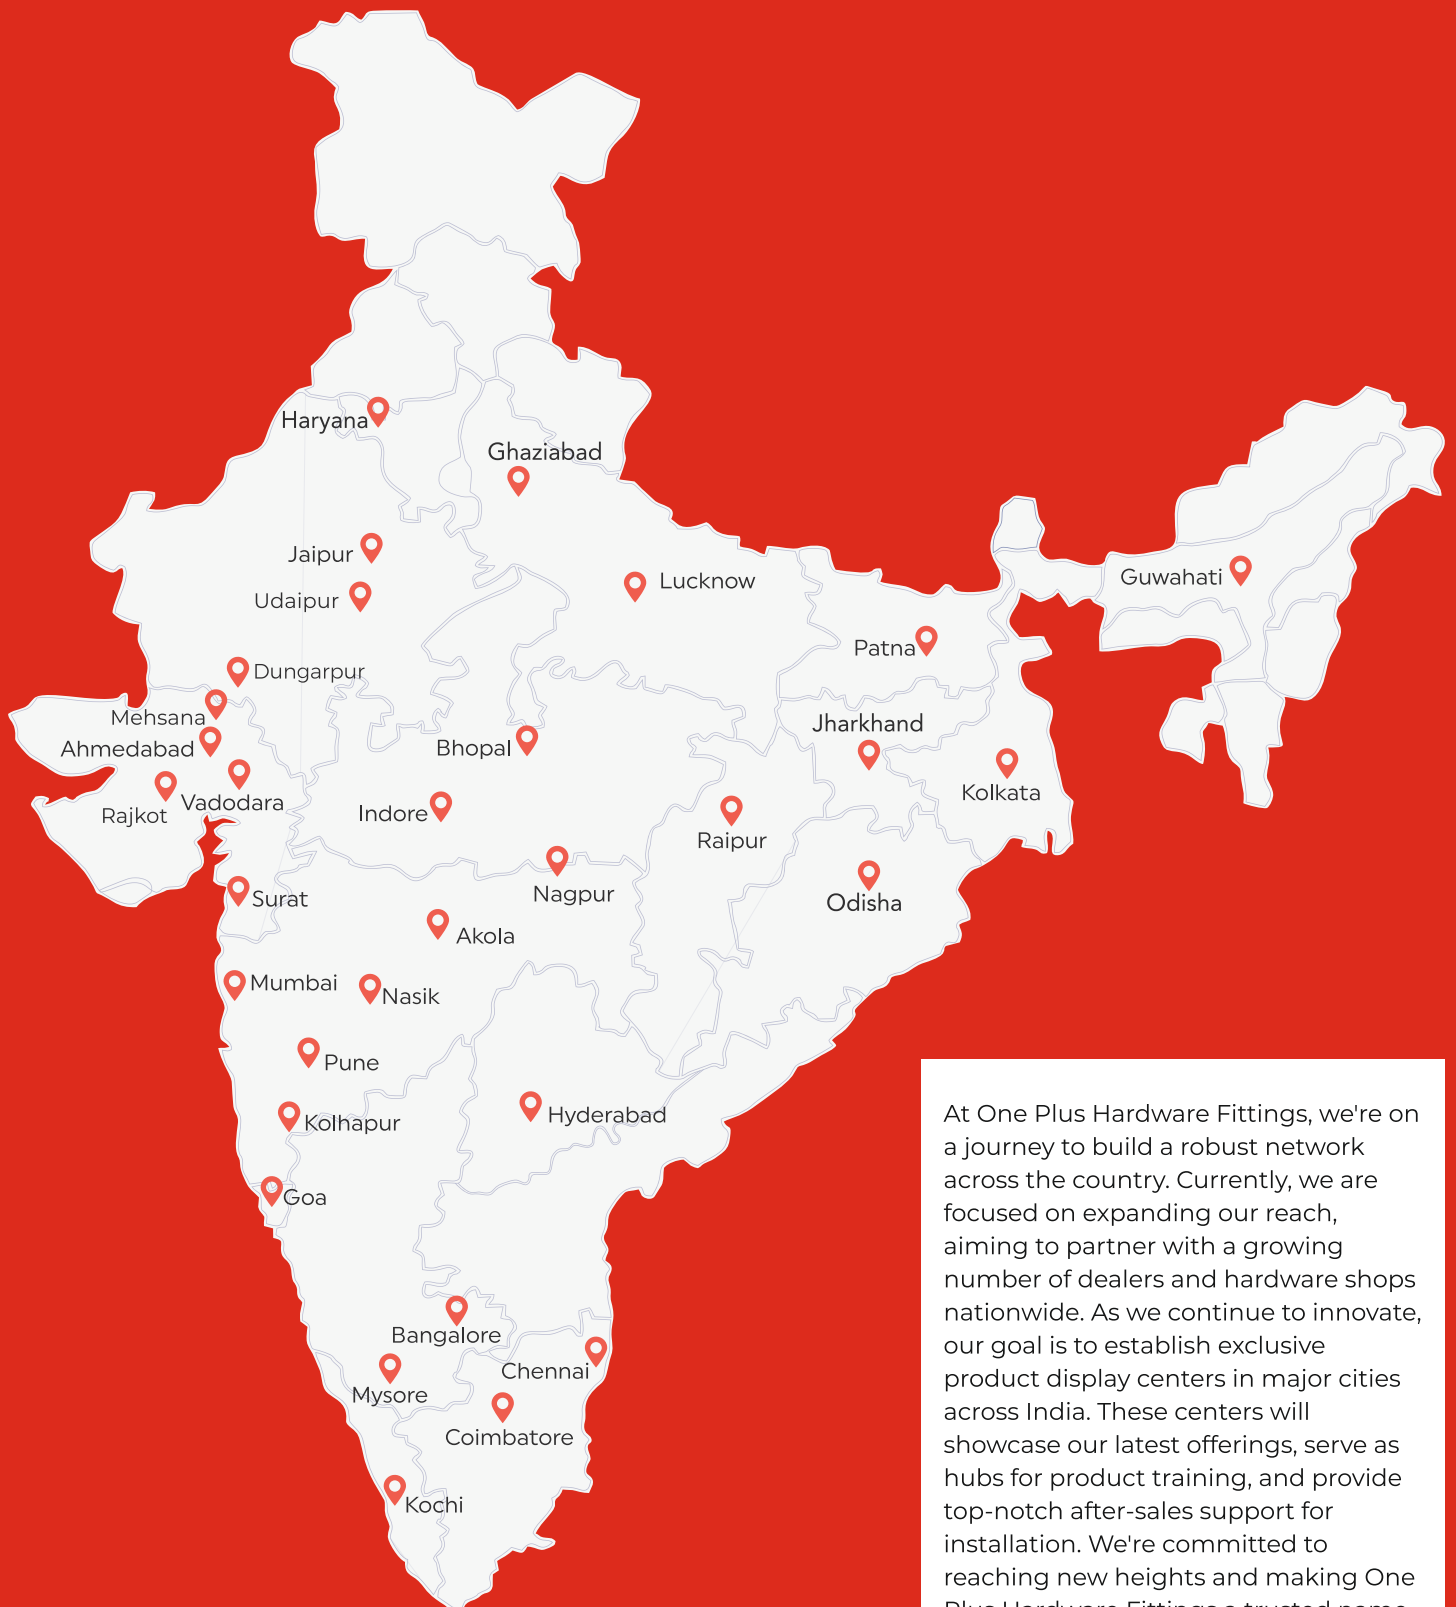 Haryana
Ghaziabad
Jaipur
Lucknow
Guwahati
Udaipur
Patna
Dungarpur
Mehsana
Jharkhand
Ahmedabad
Bhopal
Kolkata
Vadodara
Rajkot
Indore
Raipur
Nagpur
Surat
Odisha
Akola
Mumbai
Nasik
Pune
Kolhapur
Hyderabad
Goa
Bangalore
Chennai
Mysore
Coimbatore
Kochi
At One Plus Hardware Fittings, we're on
a journey to build a robust network
across the country. Currently, we are
focused on expanding our reach,
aiming to partner with a growing
number of dealers and hardware shops
nationwide. As we continue to innovate,
our goal is to establish exclusive
product display centers in major cities
across India. These centers will
showcase our latest offerings, serve as
hubs for product training, and provide
top-notch after-sales support for
installation. We're committed to
reaching new heights and making One
Plus Hardware Fittings a trusted name